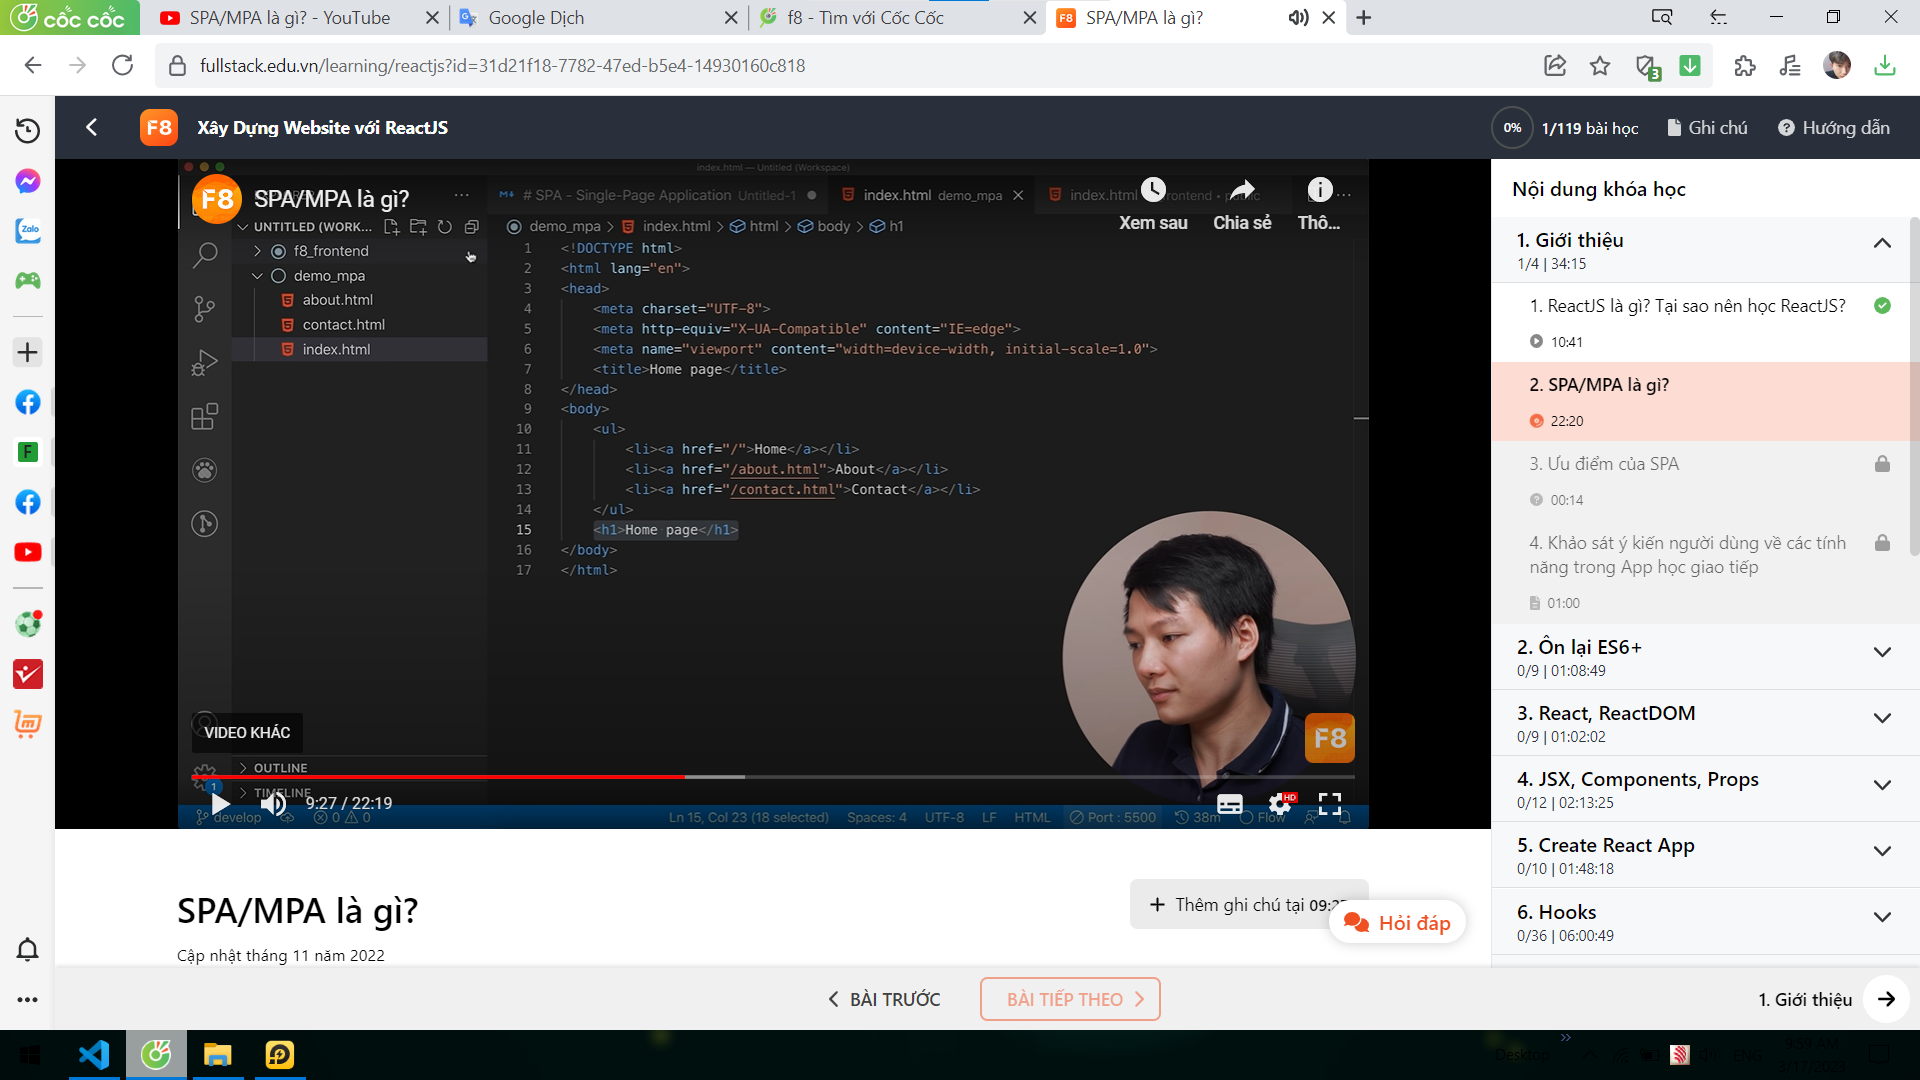 cốc cốc
SPA/MPA là gì? - YouTube
Google Dịch
f8 - Tìm với Cốc Cốc
F8 SPA/MPA là gì?
fullstack.edu.vn/learning/reactjs?id=31d21f18-7782-47ed-b5e4-14930160c818
3
F8 Xây Dựng Website với ReactJS
0% 1/119 bài học
Ghi chú
Hướng dẫn
index.html — Untitled (Workspace)
F8 SPA/MPA là gì?
# SPA - Single-Page Application Untitled-1
index.html demo_mpa
index.html
Xem sau
Chia sẻ
Thô...
UNTITLED (WORK...
demo_mpa > index.html > html > body > h1
f8_frontend
demo_mpa
about.html
contact.html
index.html
1 <!DOCTYPE html>
2 <html lang="en">
3 <head>
4 <meta charset="UTF-8">
5 <meta http-equiv="X-UA-Compatible" content="IE=edge">
6 <meta name="viewport" content="width=device-width, initial-scale=1.0">
7 <title>Home page</title>
8 </head>
9 <body>
10 <ul>
11 <li><a href="/">Home</a></li>
12 <li><a href="/about.html">About</a></li>
13 <li><a href="/contact.html">Contact</a></li>
14 </ul>
15 <h1>Home page</h1>
16 </body>
17 </html>
VIDEO KHÁC
F8
OUTLINE
TIMELINE
1
9:27 / 22:19
HD
develop
0 0
Ln 15, Col 23 (18 selected)
Spaces: 4
UTF-8
LF
HTML
Port : 5500
38m
Flow
Nội dung khóa học
1. Giới thiệu
1/4 | 34:15
1. ReactJS là gì? Tại sao nên học ReactJS?
10:41
2. SPA/MPA là gì?
22:20
3. Ưu điểm của SPA
00:14
4. Khảo sát ý kiến người dùng về các tính
năng trong App học giao tiếp
01:00
2. Ôn lại ES6+
0/9 | 01:08:49
3. React, ReactDOM
0/9 | 01:02:02
4. JSX, Components, Props
0/12 | 02:13:25
5. Create React App
0/10 | 01:48:18
6. Hooks
0/36 | 06:00:49
SPA/MPA là gì?
Cập nhật tháng 11 năm 2022
Thêm ghi chú tại
Hỏi đáp
BÀI TRƯỚC
BÀI TIẾP THEO
1. Giới thiệu
Zalo
F
Desktop
ENG